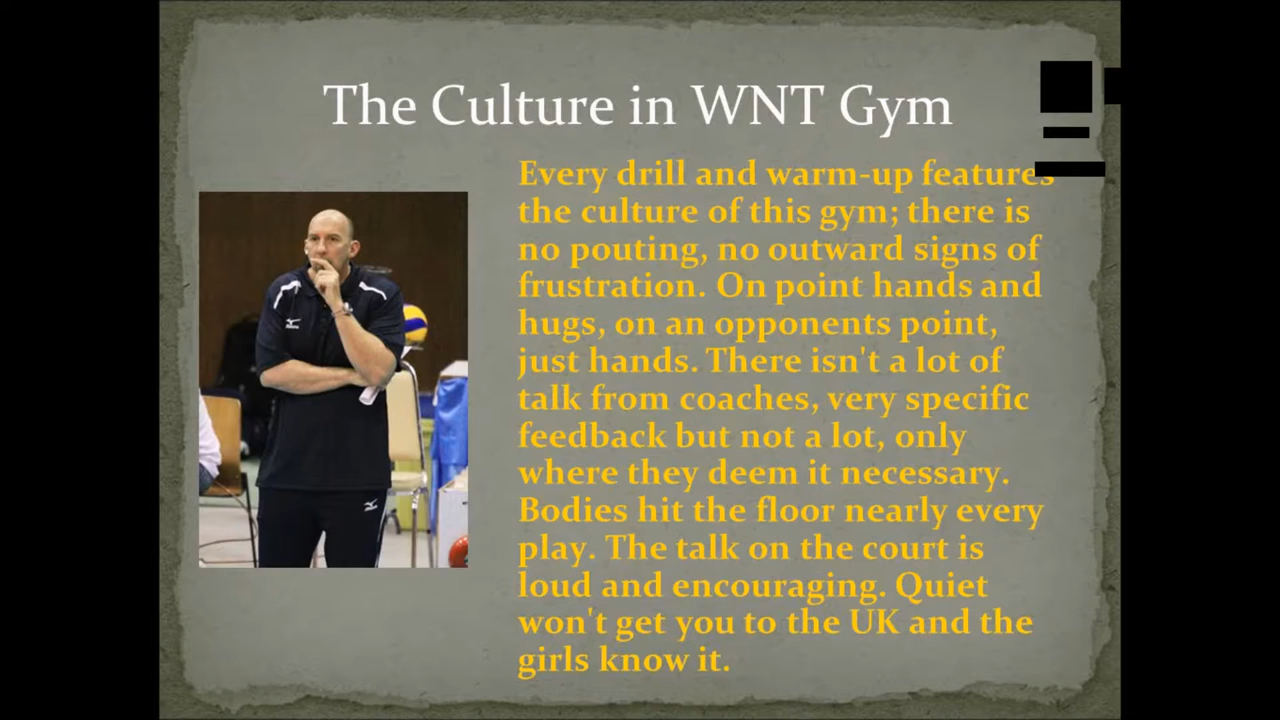 The Culture in WNT Gym
Every drill and warm-up features
the culture of this gym; there is
no pouting, no outward signs of
frustration. On point hands and
hugs, on an opponents point,
just hands. There isn't a lot of
talk from coaches, very specific
feedback but not a lot, only
where they deem it necessary.
Bodies hit the floor nearly every
play. The talk on the court is
loud and encouraging. Quiet
won't get you to the UK and the
girls know it.